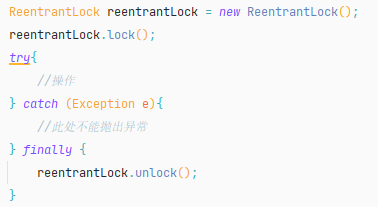 ReentrantLock reentrantLock = new ReentrantLock();
reentrantLock.lock();
try{
    //操作
} catch (Exception e){
    //此处不能抛出异常
} finally {
    reentrantLock.unlock();
}